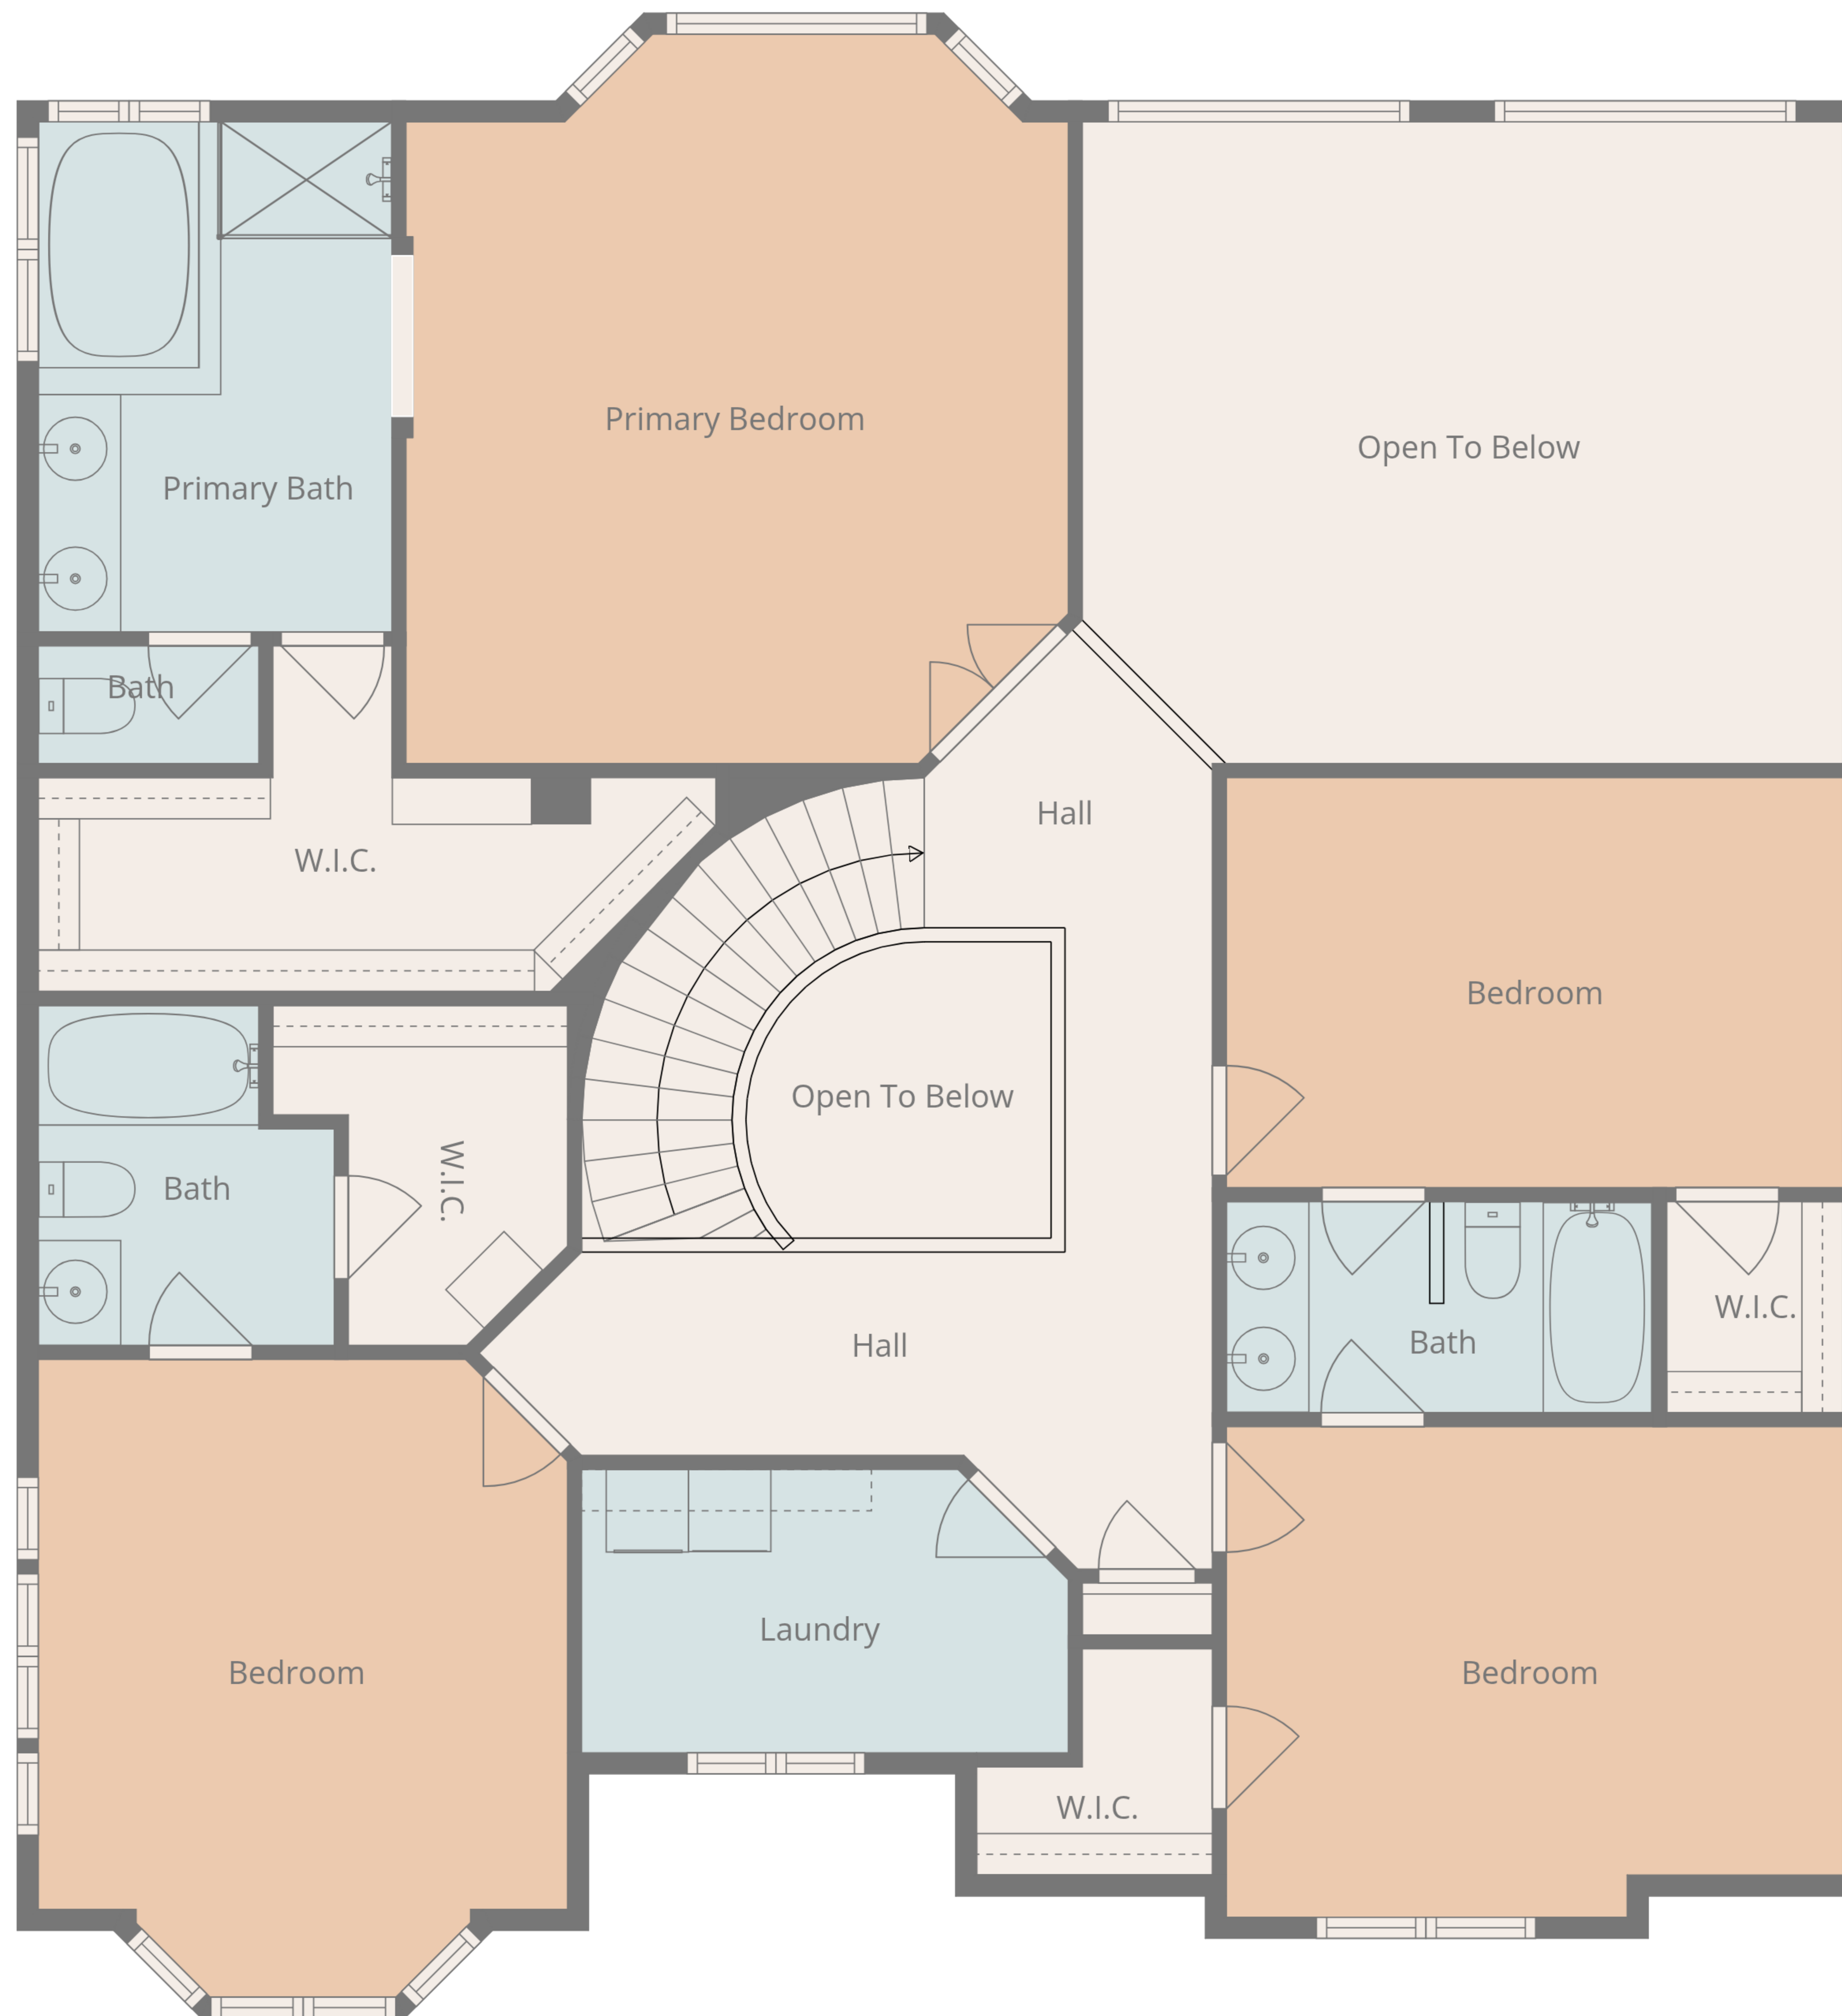 Primary Bedroom
Open To Below
Primary Bath
Bath
Hall
W.I.C.
Bedroom
Open To Below
W.I.C.
Bath
W.I.C.
Bath
Hall
Laundry
Bedroom
Bedroom
W.I.C.